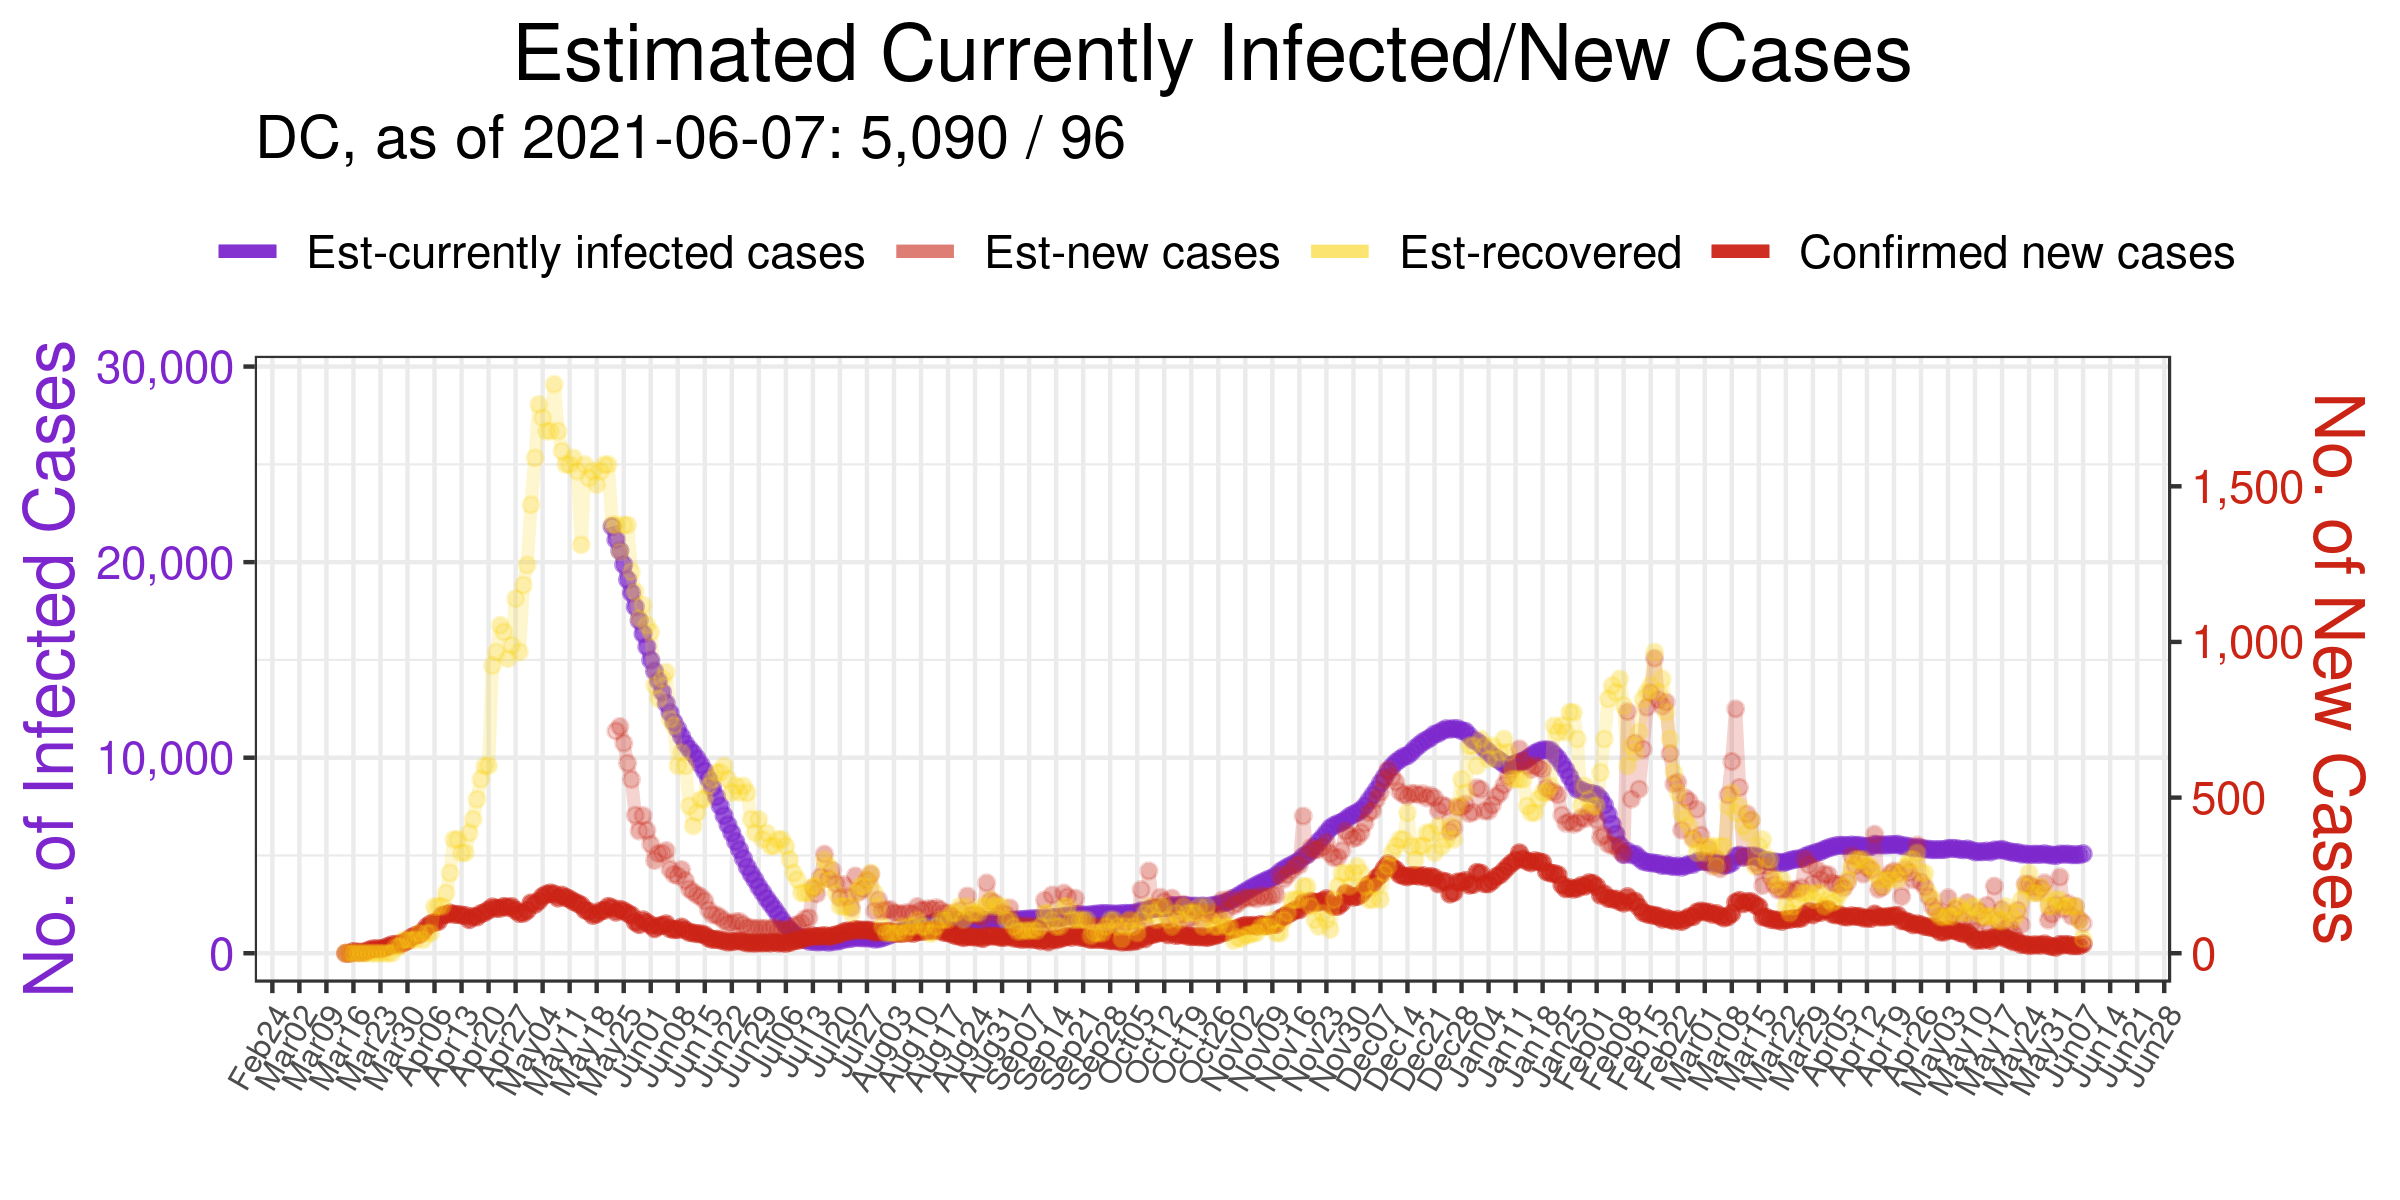 Estimated Currently Infected/New Cases
DC, as of 2021-06-07: 5,090 / 96
Est-currently infected cases Est-new cases Est-recovered Confirmed new cases
No. of Infected Cases
30,000
20,000
10,000
0
1,500
1,000
500
0
No. of New Cases
Feb24
Mar02
Mar09
Mar16
Mar23
Mar30
Apr06
Apr13
Apr20
Apr27
May04
May11
May18
May25
Jun01
Jun08
Jun15
Jun22
Jun29
Jul06
Jul13
Jul20
Jul27
Aug03
Aug10
Aug17
Aug24
Aug31
Sep07
Sep14
Sep21
Sep28
Oct05
Oct12
Oct19
Oct26
Nov02
Nov09
Nov16
Nov23
Nov30
Dec07
Dec14
Dec21
Dec28
Jan04
Jan11
Jan18
Jan25
Feb01
Feb08
Feb15
Feb22
Mar01
Mar08
Mar15
Mar22
Mar29
Apr05
Apr12
Apr19
Apr26
May03
May10
May17
May24
May31
Jun07
Jun14
Jun21
Jun28